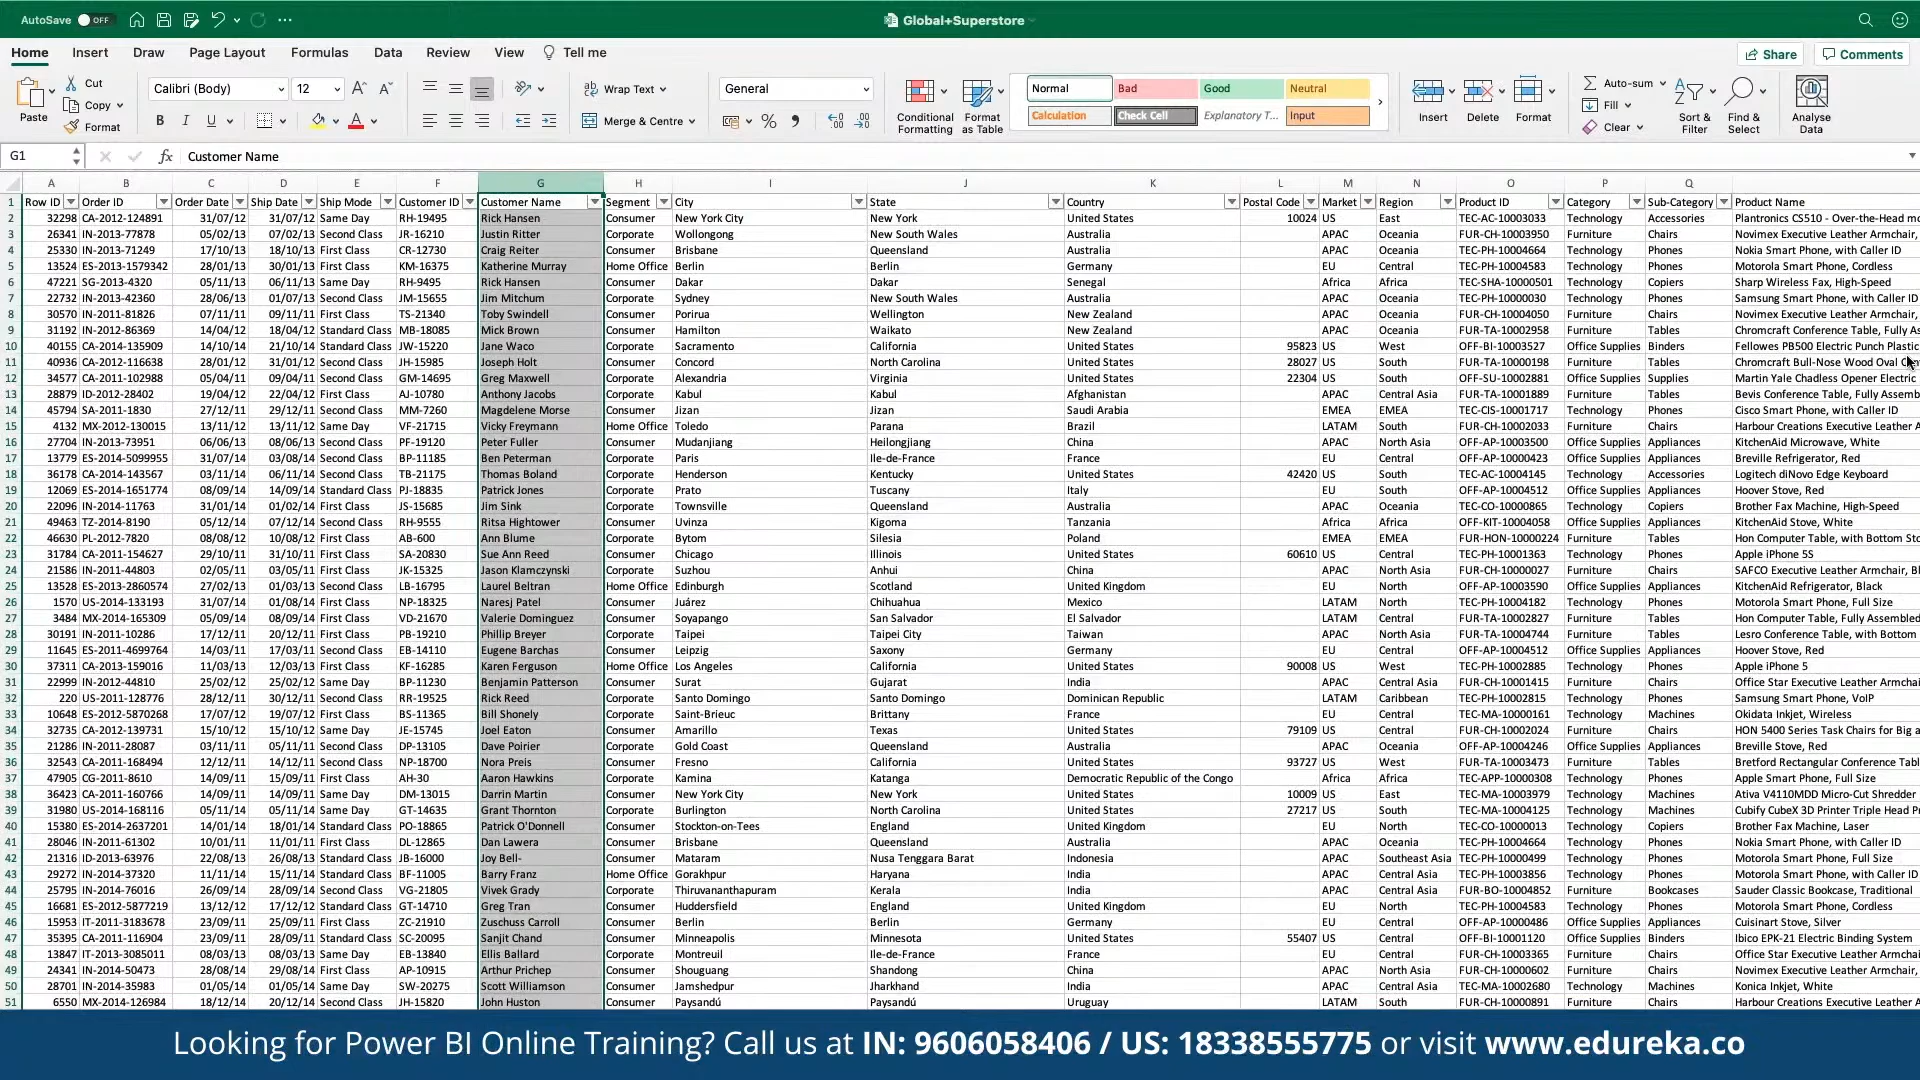 AutoSave OFF Global+Superstore
Home Insert Draw Page Layout Formulas Data Review View Tell me Share Comments
Paste Cut Copy Format Calibri (Body) 12 Wrap Text Merge & Centre General Conditional Formatting Format as Table Normal Bad Good Neutral Calculation Check Cell Explanatory T... Input Insert Delete Format Auto-sum Fill Clear Sort & Filter Find & Select Analyse Data
G1 fx Customer Name
A B C D E F G H I J K L M N O P Q
1 Row ID Order ID Order Date Ship Date Ship Mode Customer ID Customer Name Segment City State Country Postal Code Market Region Product ID Category Sub-Category Product Name
2 32298 CA-2012-124891 31/07/12 31/07/12 Same Day RH-19495 Rick Hansen Consumer New York City New York United States 10024 US East TEC-AC-10003033 Technology Accessories Plantronics CS510 - Over-the-Head mo
3 26341 IN-2013-77878 05/02/13 07/02/13 Second Class JR-16210 Justin Ritter Corporate Wollongong New South Wales Australia APAC Oceania FUR-CH-10003950 Furniture Chairs Novimex Executive Leather Armchair,
4 25330 IN-2013-71249 17/10/13 18/10/13 First Class CR-12730 Craig Reiter Consumer Brisbane Queensland Australia APAC Oceania TEC-PH-10004664 Technology Phones Nokia Smart Phone, with Caller ID
5 13524 ES-2013-1579342 28/01/13 30/01/13 First Class KM-16375 Katherine Murray Home Office Berlin Berlin Germany EU Central TEC-PH-10004583 Technology Phones Motorola Smart Phone, Cordless
6 47221 SG-2013-4320 05/11/13 06/11/13 Same Day RH-9495 Rick Hansen Consumer Dakar Dakar Senegal Africa Africa TEC-SHA-10000501 Technology Copiers Sharp Wireless Fax, High-Speed
7 22732 IN-2013-42360 28/06/13 01/07/13 Second Class JM-15655 Jim Mitchum Corporate Sydney New South Wales Australia APAC Oceania TEC-PH-10000030 Technology Phones Samsung Smart Phone, with Caller ID
8 30570 IN-2011-81826 07/11/11 09/11/11 First Class TS-21340 Toby Swindell Consumer Porirua Wellington New Zealand APAC Oceania FUR-CH-10004050 Furniture Chairs Novimex Executive Leather Armchair,
9 31192 IN-2012-86369 14/04/12 18/04/12 Standard Class MB-18085 Mick Brown Consumer Hamilton Waikato New Zealand APAC Oceania FUR-TA-10002958 Furniture Tables Chromcraft Conference Table, Fully As
10 40155 CA-2014-135909 14/10/14 21/10/14 Standard Class JW-15220 Jane Waco Corporate Sacramento California United States 95823 US West OFF-BI-10003527 Office Supplies Binders Fellowes PB500 Electric Punch Plastic
11 40936 CA-2012-116638 28/01/12 31/01/12 Second Class JH-15985 Joseph Holt Consumer Concord North Carolina United States 28027 US South FUR-TA-10000198 Furniture Tables Chromcraft Bull-Nose Wood Oval
12 34577 CA-2011-102988 05/04/11 09/04/11 Second Class GM-14695 Greg Maxwell Corporate Alexandria Virginia United States 22304 US South OFF-SU-10002881 Office Supplies Supplies Martin Yale Chadless Opener Electric
13 28879 ID-2012-28402 19/04/12 22/04/12 First Class AJ-10780 Anthony Jacobs Corporate Kabul Kabul Afghanistan APAC Central Asia FUR-TA-10001889 Furniture Tables Bevis Conference Table, Fully Assemb
14 45794 SA-2011-1830 27/12/11 29/12/11 Second Class MM-7260 Magdelene Morse Consumer Jizan Jizan Saudi Arabia EMEA EMEA TEC-CIS-10001717 Technology Phones Cisco Smart Phone, with Caller ID
15 4132 MX-2012-130015 13/11/12 13/11/12 Same Day VF-21715 Vicky Freymann Home Office Toledo Parana Brazil LATAM South FUR-CH-10002033 Furniture Chairs Harbour Creations Executive Leather A
16 27704 IN-2013-73951 06/06/13 08/06/13 Second Class PF-19120 Peter Fuller Consumer Mudanjiang Heilongjiang China APAC North Asia OFF-AP-10003500 Office Supplies Appliances KitchenAid Microwave, White
17 13779 ES-2014-5099955 31/07/14 03/08/14 Second Class BP-11185 Ben Peterman Corporate Paris Ile-de-France France EU Central OFF-AP-10000423 Office Supplies Appliances Breville Refrigerator, Red
18 36178 CA-2014-143567 03/11/14 06/11/14 Second Class TB-21175 Thomas Boland Corporate Henderson Kentucky United States 42420 US South TEC-AC-10004145 Technology Accessories Logitech diNovo Edge Keyboard
19 12069 ES-2014-1651774 08/09/14 14/09/14 Standard Class PJ-18835 Patrick Jones Corporate Prato Tuscany Italy EU South OFF-AP-10004512 Office Supplies Appliances Hoover Stove, Red
20 22096 IN-2014-11763 31/01/14 01/02/14 First Class JS-15685 Jim Sink Corporate Townsville Queensland Australia APAC Oceania TEC-CO-10000865 Technology Copiers Brother Fax Machine, High-Speed
21 49463 TZ-2014-8190 05/12/14 07/12/14 Second Class RH-9555 Ritsa Hightower Consumer Uvinza Kigoma Tanzania Africa Africa OFF-KIT-10004058 Office Supplies Appliances KitchenAid Stove, White
22 46630 PL-2012-7820 08/08/12 10/08/12 First Class AB-600 Ann Blume Corporate Bytom Silesia Poland EMEA EMEA FUR-HON-10000224 Furniture Tables Hon Computer Table, with Bottom Sto
23 31784 CA-2011-154627 29/10/11 31/10/11 First Class SA-20830 Sue Ann Reed Consumer Chicago Illinois United States 60610 US Central TEC-PH-10001363 Technology Phones Apple iPhone 5S
24 21586 IN-2011-44803 02/05/11 03/05/11 First Class JK-15325 Jason Klamczynski Corporate Suzhou Anhui China APAC North Asia FUR-CH-10000027 Furniture Chairs SAFCO Executive Leather Armchair, Bl
25 13528 ES-2013-2860574 27/02/13 01/03/13 Second Class LB-16795 Laurel Beltran Home Office Edinburgh Scotland United Kingdom EU North OFF-AP-10003590 Office Supplies Appliances KitchenAid Refrigerator, Black
26 1570 US-2014-133193 31/07/14 01/08/14 First Class NP-18325 Naresj Patel Consumer Juárez Chihuahua Mexico LATAM North TEC-PH-10004182 Technology Phones Motorola Smart Phone, Full Size
27 3484 MX-2014-165309 05/09/14 08/09/14 First Class VD-21670 Valerie Dominguez Consumer Soyapango San Salvador El Salvador LATAM Central FUR-TA-10002827 Furniture Tables Hon Computer Table, Fully Assembled
28 30191 IN-2011-10286 17/12/11 20/12/11 First Class PB-19210 Phillip Breyer Corporate Taipei Taipei City Taiwan APAC North Asia FUR-TA-10004744 Furniture Tables Lesro Conference Table, with Bottom
29 11645 ES-2011-4699764 14/03/11 17/03/11 Second Class EB-14110 Eugene Barchas Consumer Leipzig Saxony Germany EU Central OFF-AP-10004512 Office Supplies Appliances Hoover Stove, Red
30 37311 CA-2013-159016 11/03/13 12/03/13 First Class KF-16285 Karen Ferguson Home Office Los Angeles California United States 90008 US West TEC-PH-10002885 Technology Phones Apple iPhone 5
31 22999 IN-2012-44810 25/02/12 25/02/12 Same Day BP-11230 Benjamin Patterson Consumer Surat Gujarat India APAC Central Asia FUR-CH-10001415 Furniture Chairs Office Star Executive Leather Armchai
32 220 US-2011-128776 28/12/11 30/12/11 Second Class RR-19525 Rick Reed Corporate Santo Domingo Santo Domingo Dominican Republic LATAM Caribbean TEC-PH-10002815 Technology Phones Samsung Smart Phone, VoIP
33 10648 ES-2012-5870268 17/07/12 19/07/12 First Class BS-11365 Bill Shonely Corporate Saint-Brieuc Brittany France EU Central TEC-MA-10000161 Technology Machines Okidata Inkjet, Wireless
34 32735 CA-2012-139731 15/10/12 15/10/12 Same Day JE-15745 Joel Eaton Consumer Amarillo Texas United States 79109 US Central FUR-CH-10002024 Furniture Chairs HON 5400 Series Task Chairs for Big a
35 21286 IN-2011-28087 03/11/11 05/11/11 Second Class DP-13105 Dave Poirier Corporate Gold Coast Queensland Australia APAC Oceania OFF-AP-10004246 Office Supplies Appliances Breville Stove, Red
36 32543 CA-2011-168494 12/12/11 14/12/11 Second Class NP-18700 Nora Preis Consumer Fresno California United States 93727 US West FUR-TA-10003473 Furniture Tables Bretford Rectangular Conference Tabl
37 47905 CG-2011-8610 14/09/11 15/09/11 First Class AH-30 Aaron Hawkins Corporate Kamina Katanga Democratic Republic of the Congo Africa Africa TEC-APP-10000308 Technology Phones Apple Smart Phone, Full Size
38 36423 CA-2011-160766 14/09/11 14/09/11 Same Day DM-13015 Darrin Martin Consumer New York City New York United States 10009 US East TEC-MA-10003979 Technology Machines Ativa V4110MDD Micro-Cut Shredder
39 31980 US-2014-168116 05/11/14 05/11/14 Same Day GT-14635 Grant Thornton Corporate Burlington North Carolina United States 27217 US South TEC-MA-10004125 Technology Machines Cubify CubeX 3D Printer Triple Head P
40 15380 ES-2014-2637201 14/01/14 18/01/14 Standard Class PO-18865 Patrick O'Donnell Consumer Stockton-on-Tees England United Kingdom EU North TEC-CO-10000013 Technology Copiers Brother Fax Machine, Laser
41 28046 IN-2011-61302 10/01/11 11/01/11 First Class DL-12865 Dan Lawera Consumer Brisbane Queensland Australia APAC Oceania TEC-PH-10004664 Technology Phones Nokia Smart Phone, with Caller ID
42 21316 ID-2013-63976 22/08/13 26/08/13 Standard Class JB-16000 Joy Bell- Consumer Mataram Nusa Tenggara Barat Indonesia APAC Southeast Asia TEC-PH-10000499 Technology Phones Motorola Smart Phone, Full Size
43 29272 IN-2014-37320 11/11/14 15/11/14 Standard Class BF-11005 Barry Franz Home Office Gorakhpur Haryana India APAC Central Asia TEC-PH-10003856 Technology Phones Motorola Smart Phone, with Caller ID
44 25795 IN-2014-76016 26/09/14 28/09/14 Second Class VG-21805 Vivek Grady Corporate Thiruvananthapuram Kerala India APAC Central Asia FUR-BO-10004852 Furniture Bookcases Sauder Classic Bookcase, Traditional
45 16681 ES-2012-5877219 13/12/12 17/12/12 Standard Class GT-14710 Greg Tran Consumer Huddersfield England United Kingdom EU North TEC-PH-10004583 Technology Phones Motorola Smart Phone, Cordless
46 15953 IT-2011-3183678 23/09/11 25/09/11 First Class ZC-21910 Zuschuss Carroll Consumer Berlin Berlin Germany EU Central OFF-AP-10000486 Office Supplies Appliances Cuisinart Stove, Silver
47 35395 CA-2011-116904 23/09/11 28/09/11 Standard Class SC-20095 Sanjit Chand Consumer Minneapolis Minnesota United States 55407 US Central OFF-BI-10001120 Office Supplies Binders Ibico EPK-21 Electric Binding System
48 13847 IT-2013-3085011 08/03/13 08/03/13 Same Day EB-13840 Ellis Ballard Corporate Montreuil Ile-de-France France EU Central FUR-CH-10003365 Furniture Chairs Office Star Executive Leather Armchai
49 24341 IN-2014-50473 28/08/14 29/08/14 First Class AP-10915 Arthur Prichep Consumer Shouguang Shandong China APAC North Asia FUR-CH-10000602 Furniture Chairs Novimex Executive Leather Armchair,
50 28701 IN-2014-35983 01/05/14 01/05/14 Same Day SW-20275 Scott Williamson Consumer Jamshedpur Jharkhand India APAC Central Asia TEC-MA-10002680 Technology Machines Konica Inkjet, White
51 6550 MX-2014-126984 18/12/14 20/12/14 Second Class JH-15820 John Huston Consumer Paysandú Paysandú Uruguay LATAM South FUR-CH-10000891 Furniture Chairs Harbour Creations Executive Leather A
Looking for Power BI Online Training? Call us at IN: 9606058406 / US: 18338555775 or visit www.edureka.co